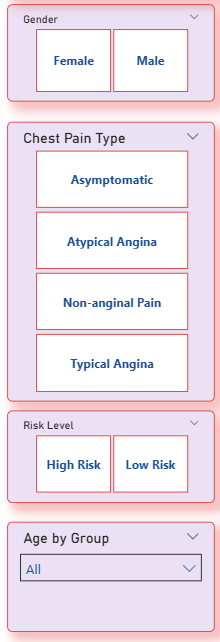 Gender
Female Male
Chest Pain Type
Asymptomatic
Atypical Angina
Non-anginal Pain
Typical Angina
Risk Level
High Risk Low Risk
Age by Group
All